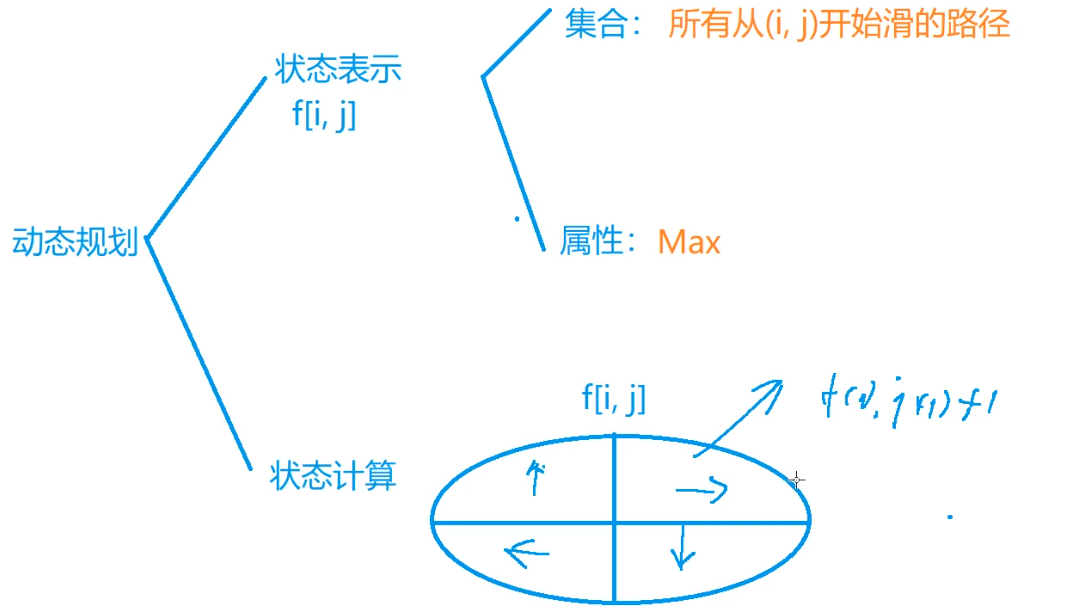 集合： 所有从(i, j)开始滑的路径
状态表示
f[i, j]
动态规划
属性：Max
f[i, j]
f(i, j+1)+1
状态计算